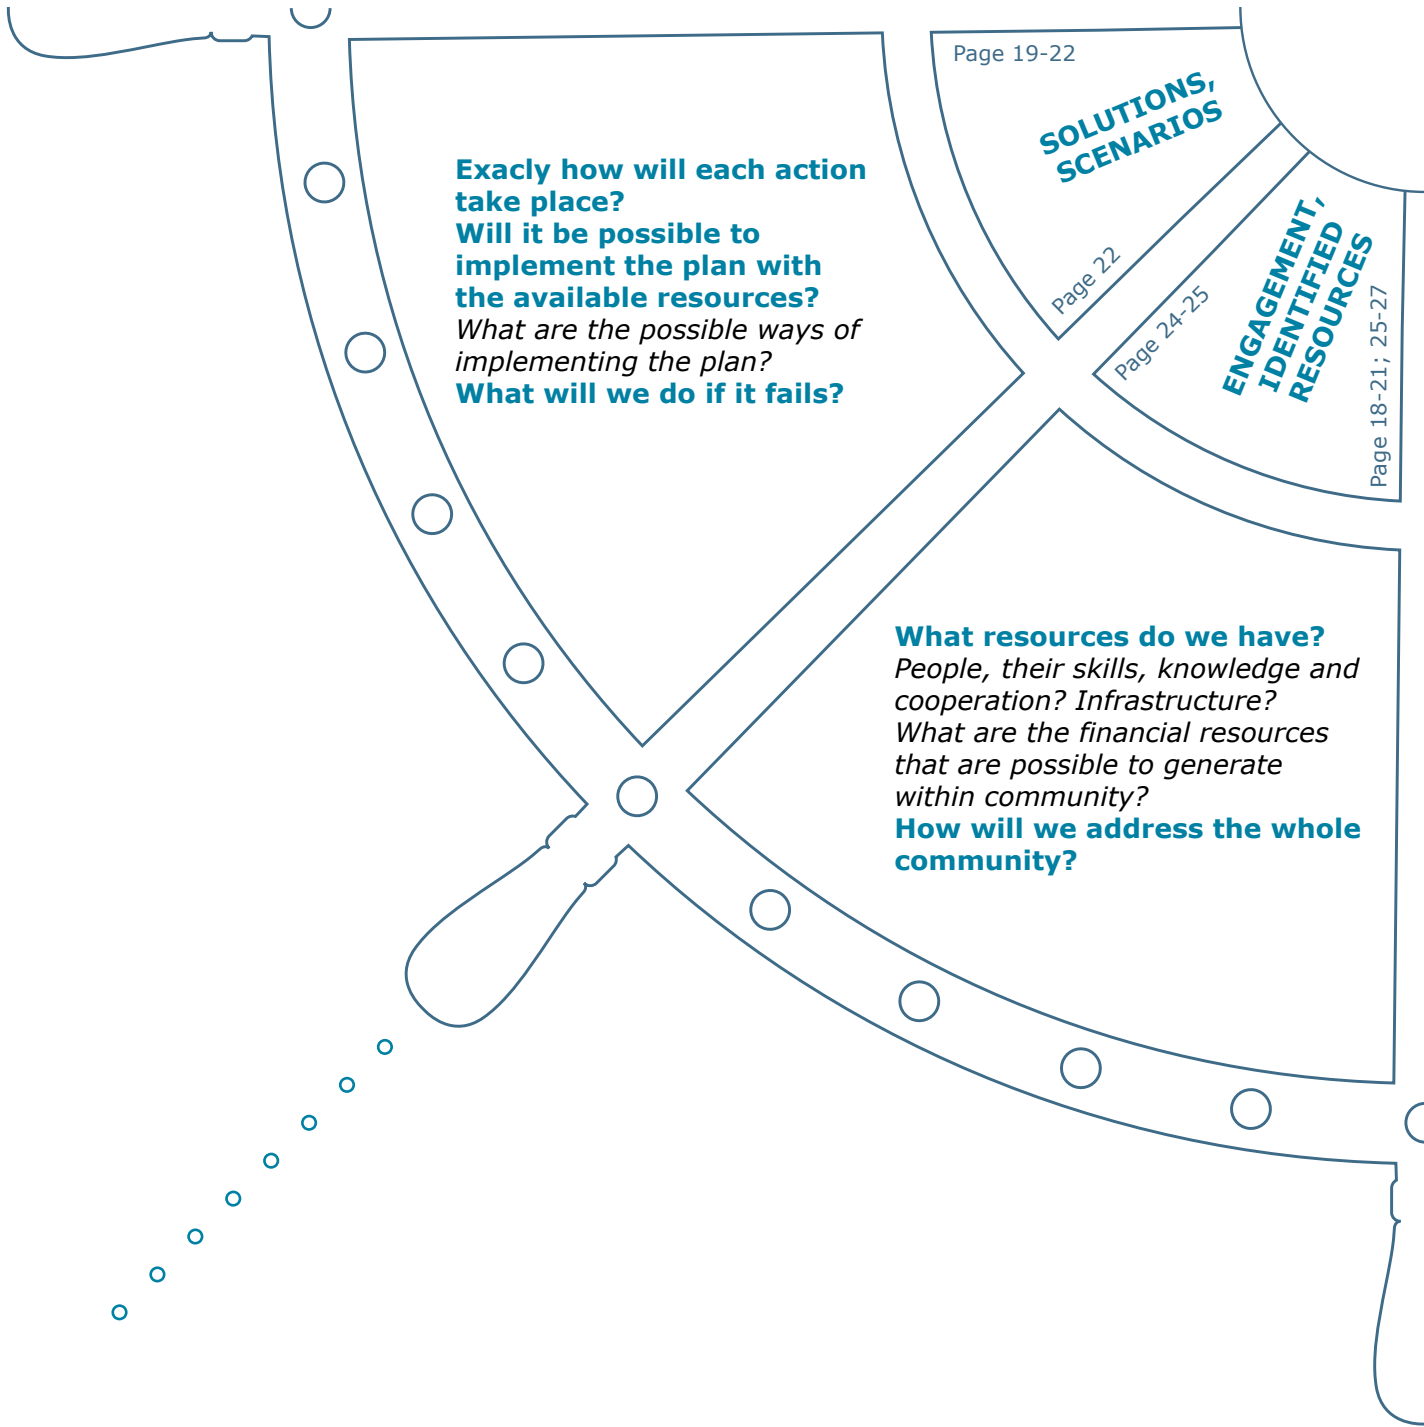 Page 19-22
SOLUTIONS,
SCENARIOS
Page 22
Exacly how will each action
take place?
Will it be possible to
implement the plan with
the available resources?
What are the possible ways of
implementing the plan?
What will we do if it fails?
Page 24-25
ENGAGEMENT,
IDENTIFIED
RESOURCES
Page 18-21; 25-27
What resources do we have?
People, their skills, knowledge and
cooperation? Infrastructure?
What are the financial resources
that are possible to generate
within community?
How will we address the whole
community?